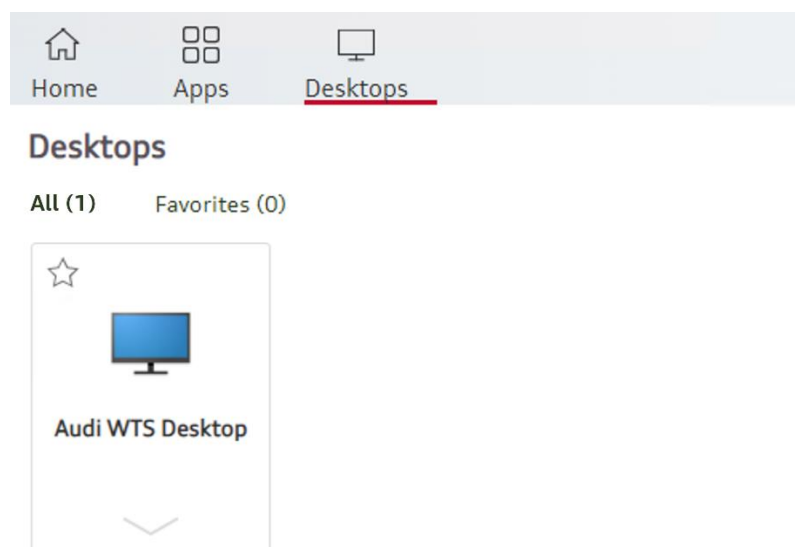 Home Apps Desktops
Desktops
All (1) Favorites (0)
Audi WTS Desktop